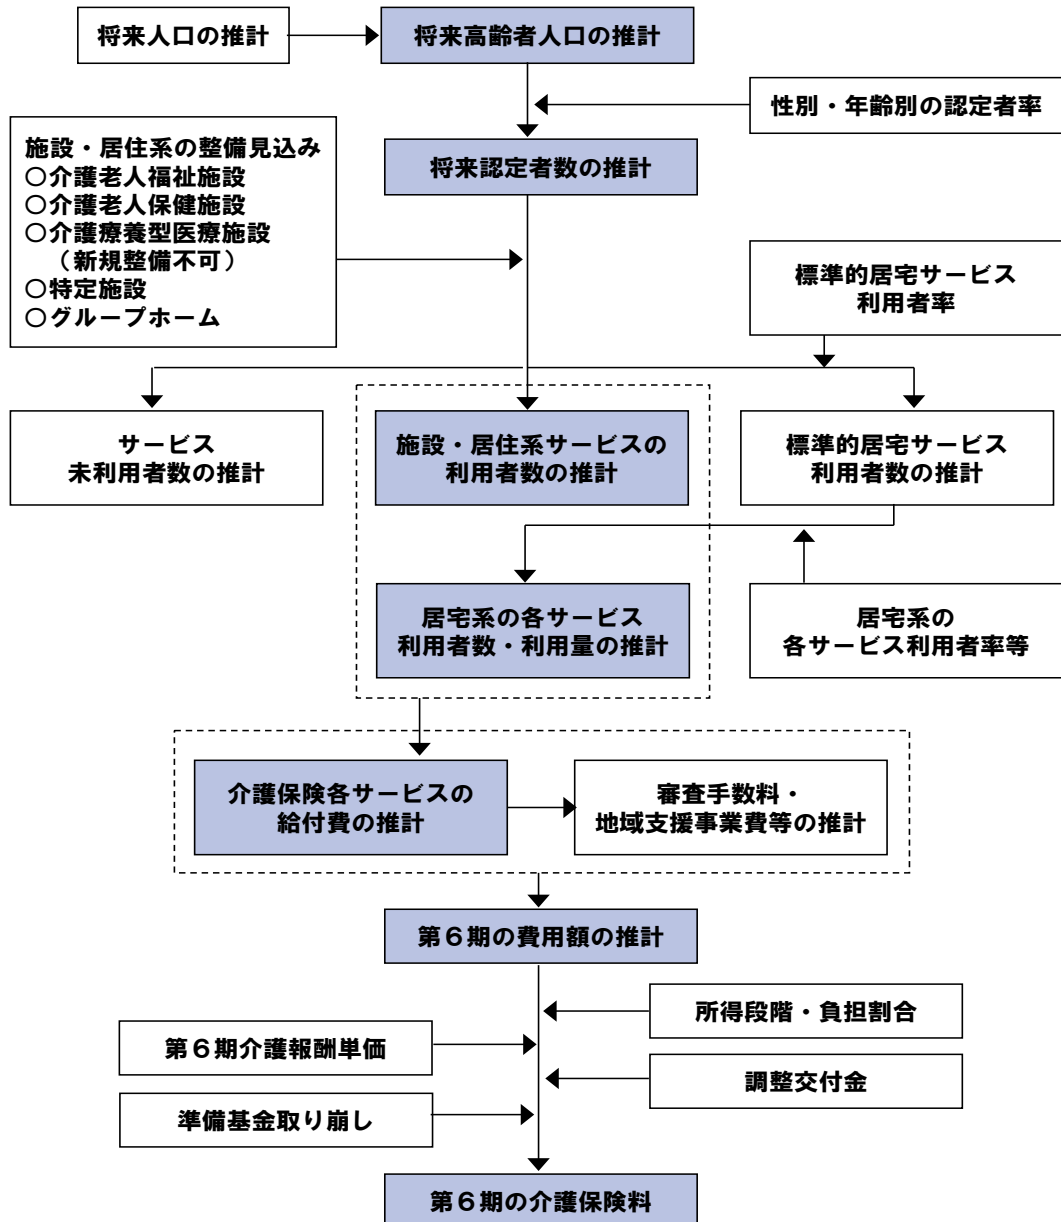 将来人口の推計
将来高齢者人口の推計
性別・年齢別の認定者率
施設・居住系の整備見込み
○介護老人福祉施設
○介護老人保健施設
○介護療養型医療施設
（新規整備不可）
○特定施設
○グループホーム
将来認定者数の推計
標準的居宅サービス
利用者率
サービス
未利用者数の推計
施設・居住系サービスの
利用者数の推計
標準的居宅サービス
利用者数の推計
居宅系の各サービス
利用者数・利用量の推計
居宅系の
各サービス利用者率等
介護保険各サービスの
給付費の推計
審査手数料・
地域支援事業費等の推計
第６期の費用額の推計
所得段階・負担割合
第６期介護報酬単価
調整交付金
準備基金取り崩し
第６期の介護保険料